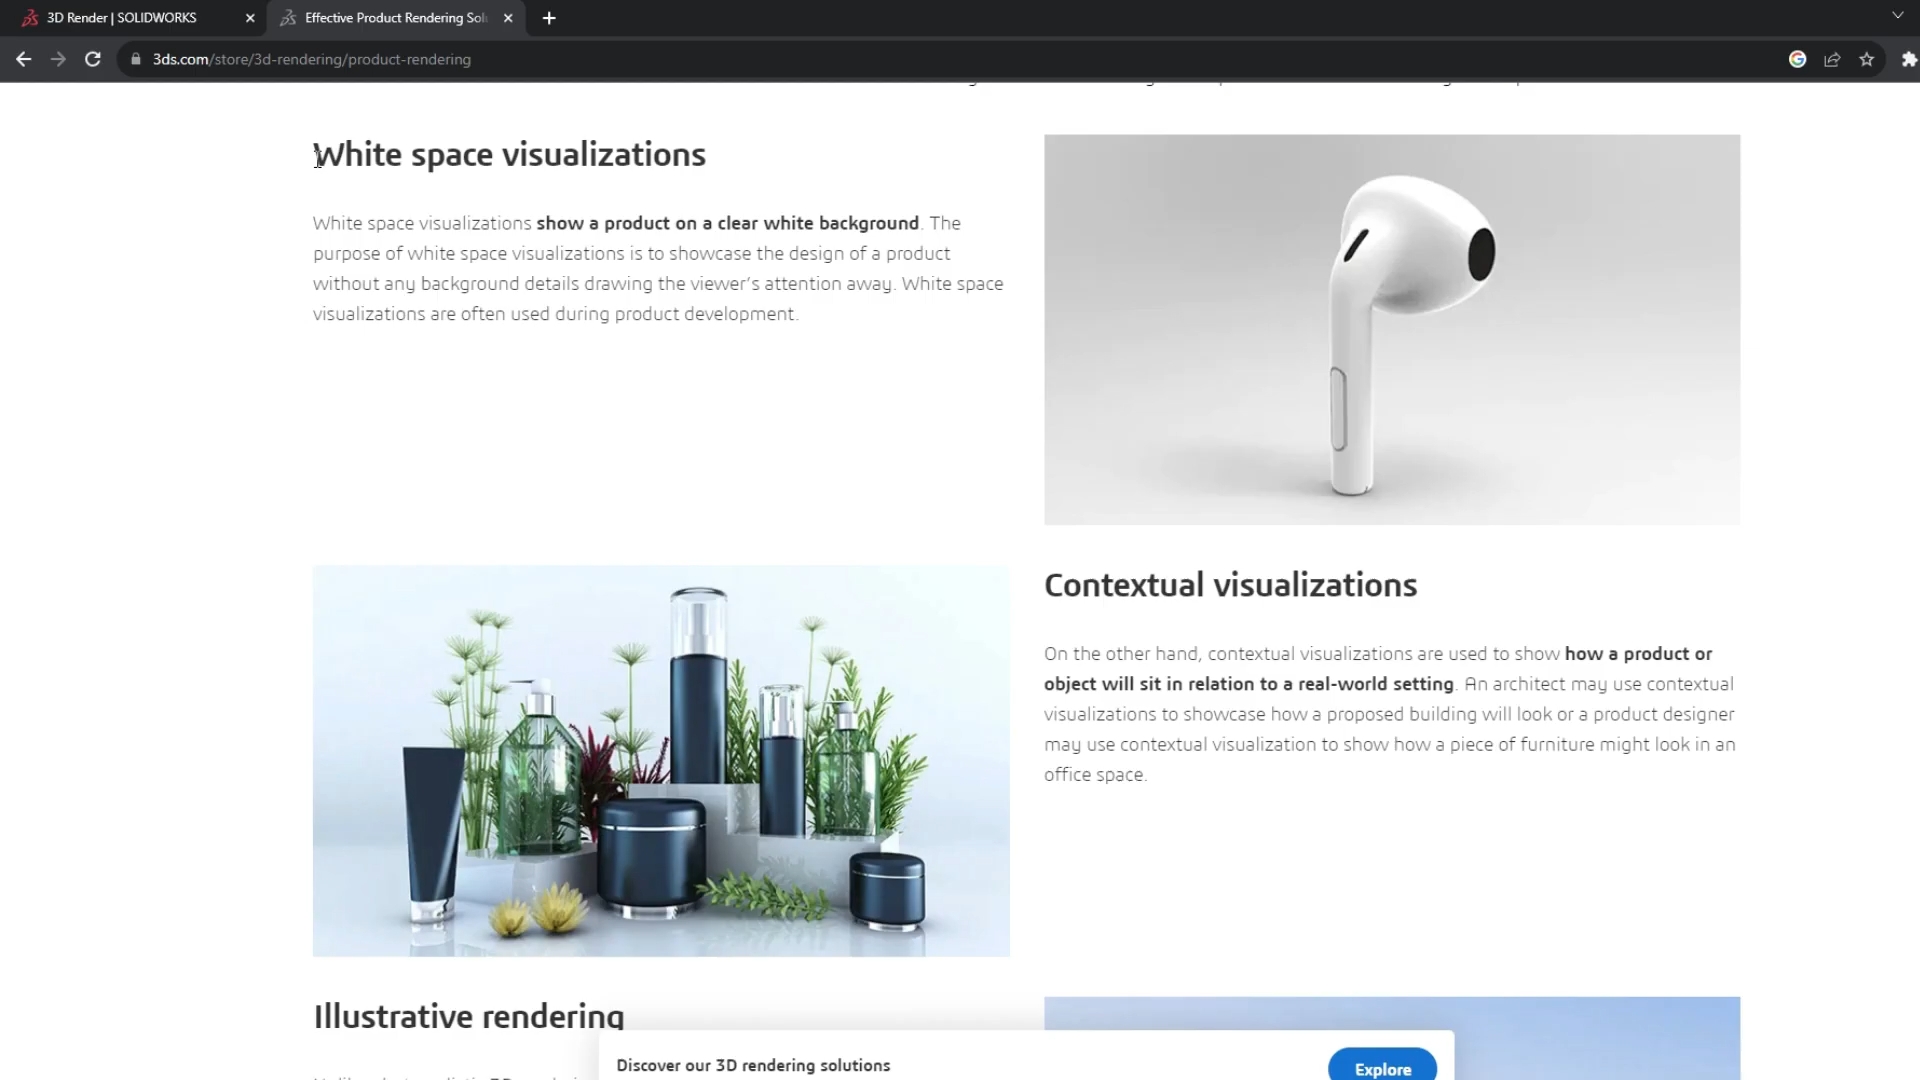 3D Render | SOLIDWORKS
Effective Product Rendering Sol
3ds.com/store/3d-rendering/product-rendering
White space visualizations
White space visualizations show a product on a clear white background. The
purpose of white space visualizations is to showcase the design of a product
without any background details drawing the viewer's attention away. White space
visualizations are often used during product development.
Contextual visualizations
On the other hand, contextual visualizations are used to show how a product or
object will sit in relation to a real-world setting. An architect may use contextual
visualizations to showcase how a proposed building will look or a product designer
may use contextual visualization to show how a piece of furniture might look in an
office space.
Illustrative rendering
Discover our 3D rendering solutions
Explore